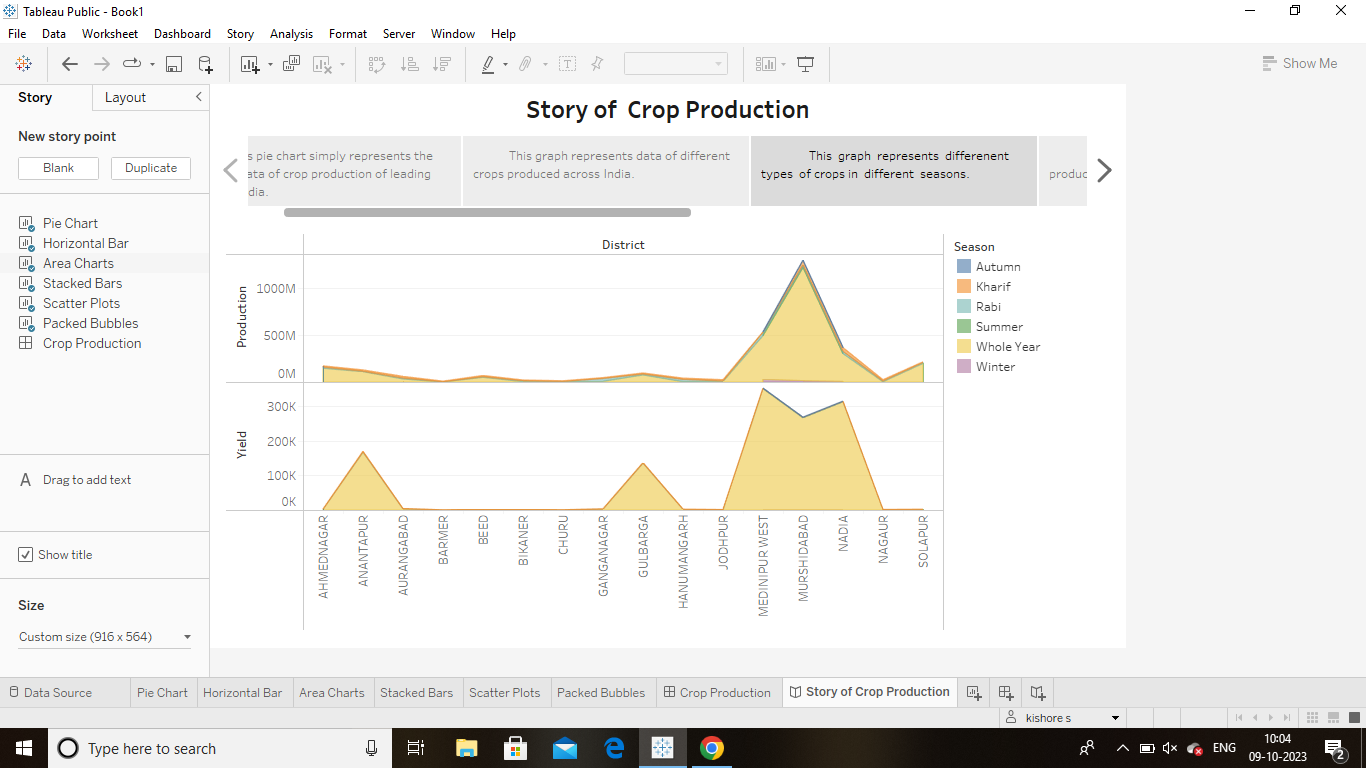 Tableau Public - Book1
File Data Worksheet Dashboard Story Analysis Format Server Window Help
Show Me
Story Layout
New story point
Blank Duplicate
Pie Chart
Horizontal Bar
Area Charts
Stacked Bars
Scatter Plots
Packed Bubbles
Crop Production
A Drag to add text
Show title
Size
Custom size (916 x 564)
Story of Crop Production
s pie chart simply represents the
ata of crop production of leading
dia.
This graph represents data of different
crops produced across India.
This graph represents differenent
types of crops in different seasons.
produc
District
Production
1000M
500M
0M
Yield
300K
200K
100K
0K
AHMEDNAGAR
ANANTAPUR
AURANGABAD
BARMER
BEED
BIKANER
CHURU
GANGANAGAR
GULBARGA
HANUMANGARH
JODHPUR
MEDINIPUR WEST
MURSHIDABAD
NADIA
NAGAUR
SOLAPUR
Season
Autumn
Kharif
Rabi
Summer
Whole Year
Winter
Data Source Pie Chart Horizontal Bar Area Charts Stacked Bars Scatter Plots Packed Bubbles Crop Production Story of Crop Production
kishore s
Type here to search
ENG
10:04
09-10-2023
2